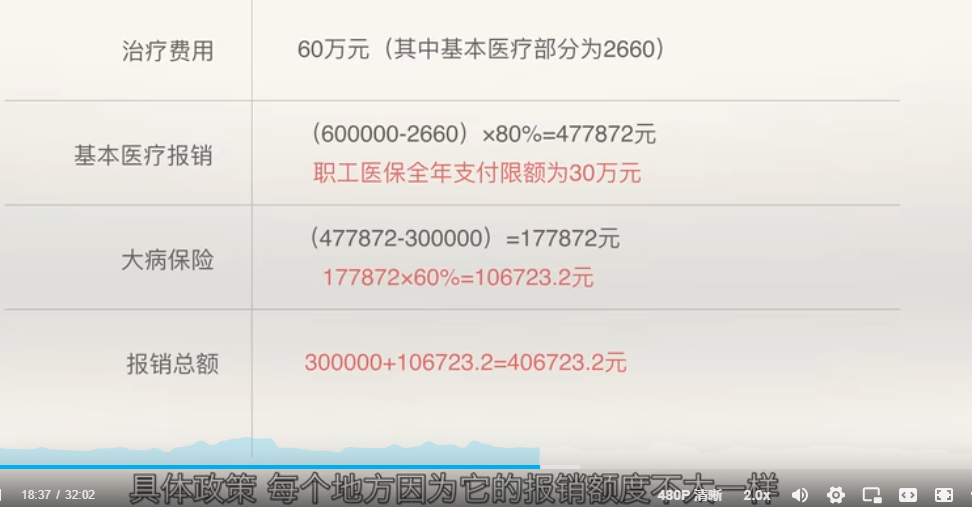 治疗费用
60万元（其中基本医疗部分为2660）
基本医疗报销
（600000-2660）×80%=477872元
职工医保全年支付限额为30万元
大病保险
（477872-300000）=177872元
177872×60%=106723.2元
报销总额
300000+106723.2=406723.2元
具体政策 每个地方因为它的报销额度不大一样
18:37 / 32:02
480P 清晰
2.0x